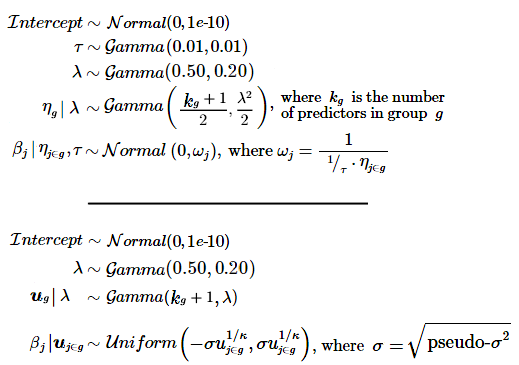 Intercept ∼ Normal(0,1e-10)
τ ∼ Gamma(0.01,0.01)
λ ∼ Gamma(0.50,0.20)
η_g | λ ∼ Gamma( (k_g + 1)/2 , λ²/2 ), where k_g is the number
of predictors in group g
β_j | η_{j∈g}, τ ∼ Normal (0,ω_j), where ω_j = 1 / (1/τ · η_{j∈g})
Intercept ∼ Normal(0,1e-10)
λ ∼ Gamma(0.50,0.20)
u_g | λ ∼ Gamma(k_g + 1, λ)
β_j | u_{j∈g} ∼ Uniform( −σu_{j∈g}^{1/κ}, σu_{j∈g}^{1/κ} ), where σ = √(pseudo-σ²)